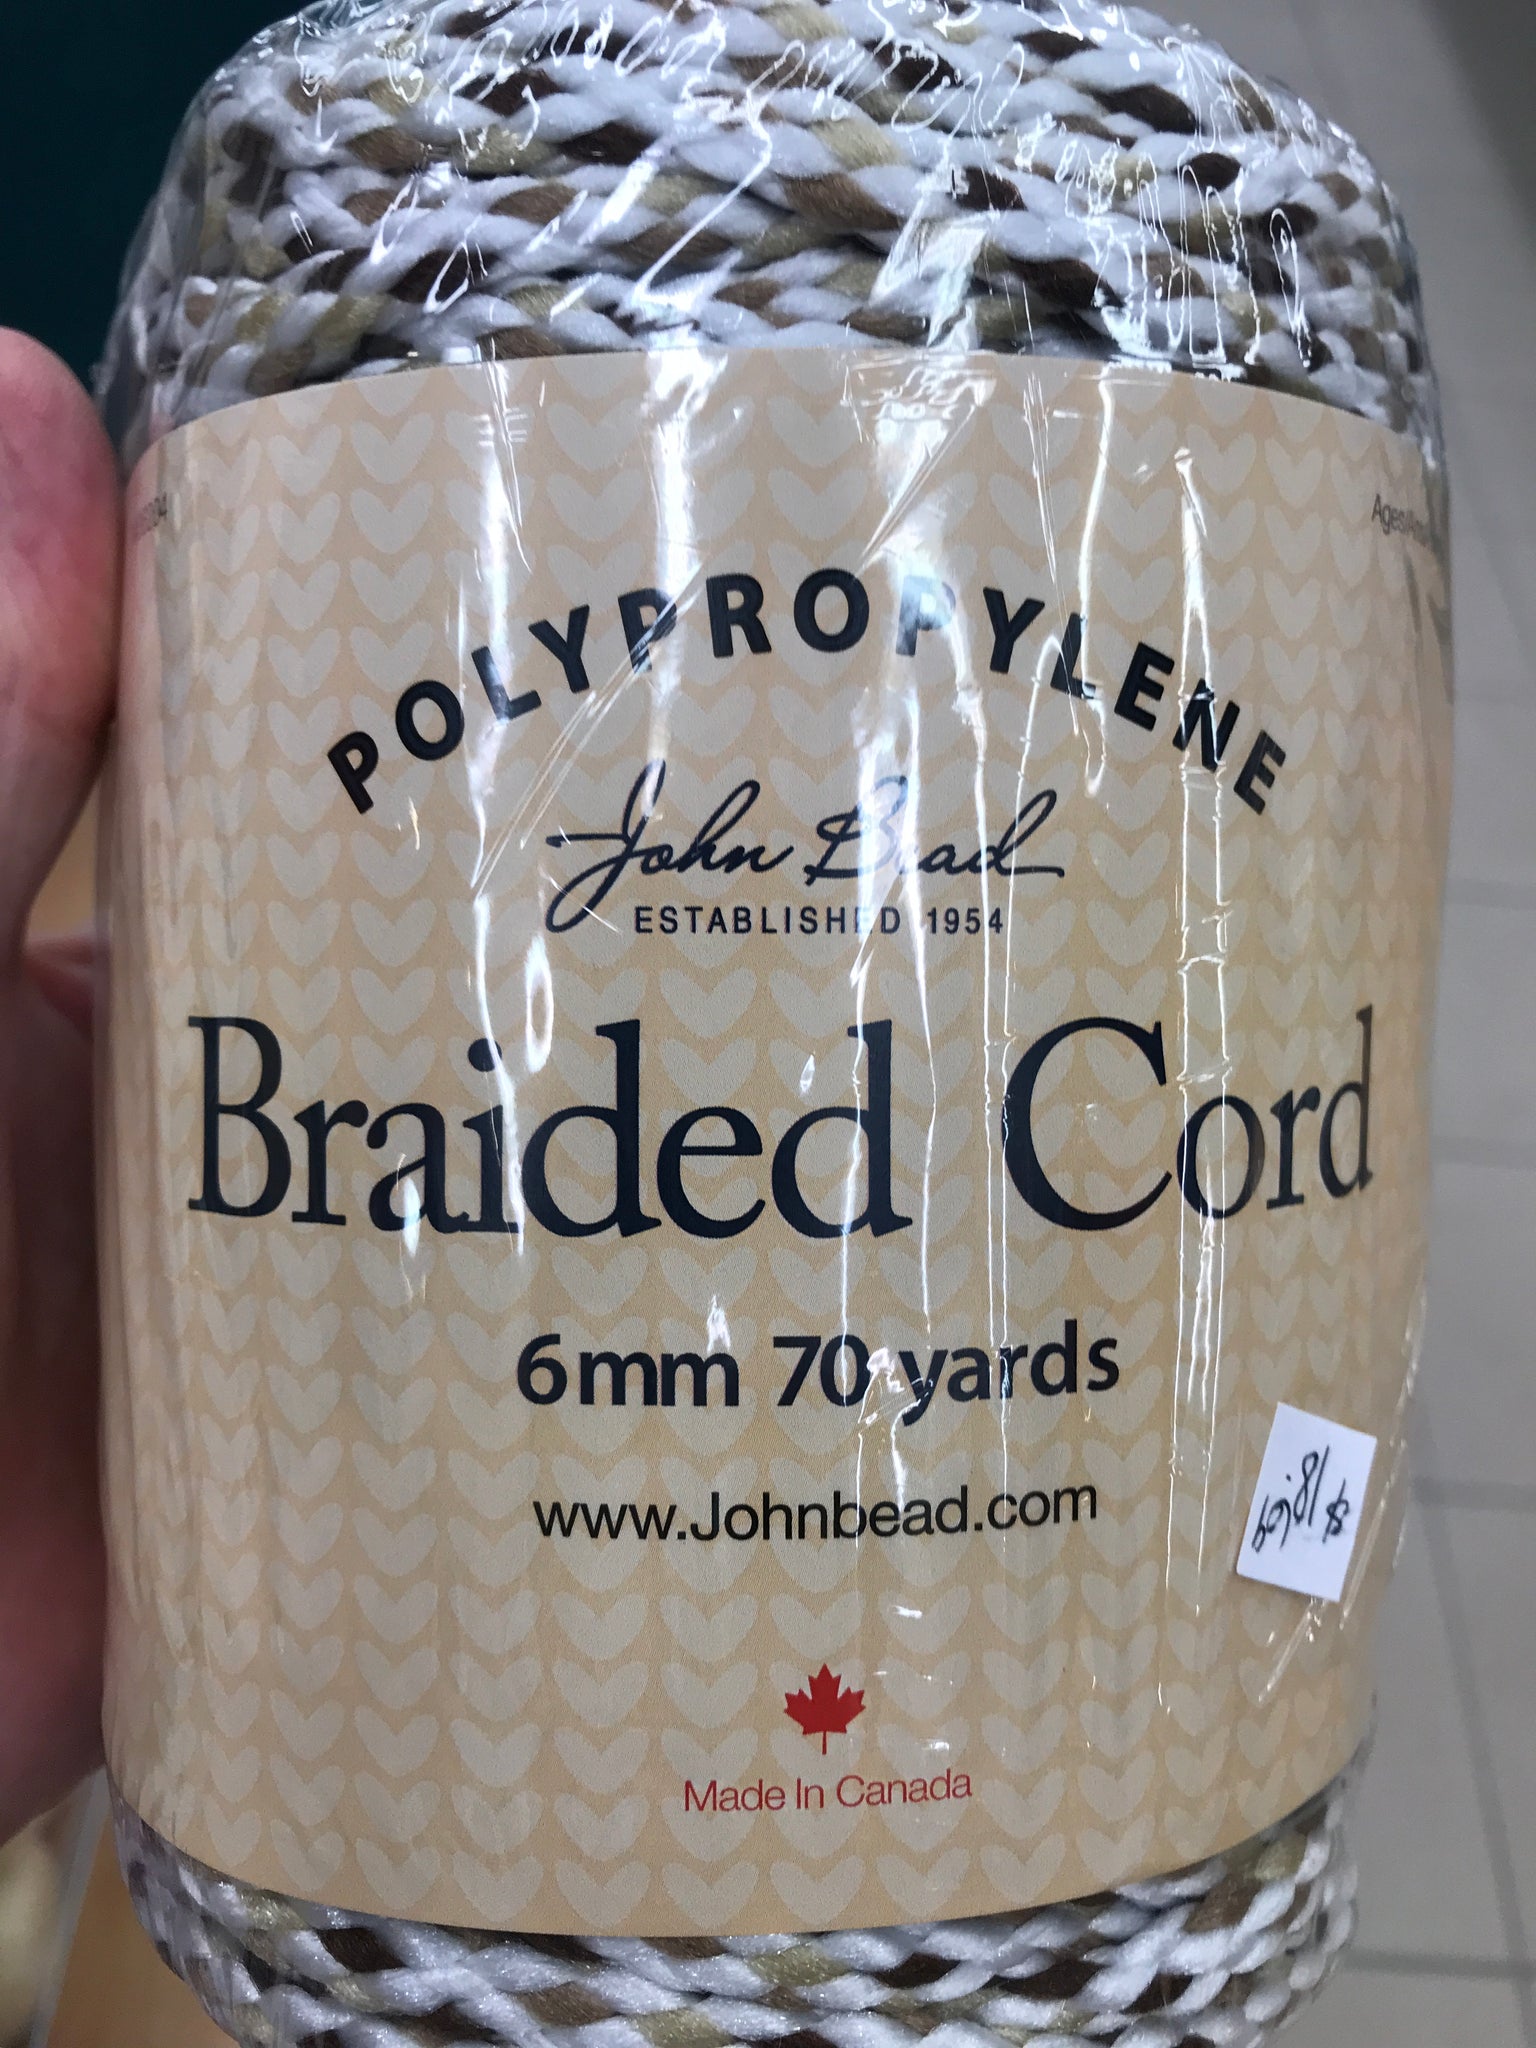 POLYPROPYLENE
John Bead
ESTABLISHED 1954
Braided Cord
6mm 70 yards
www.Johnbead.com
$18.69
Made In Canada